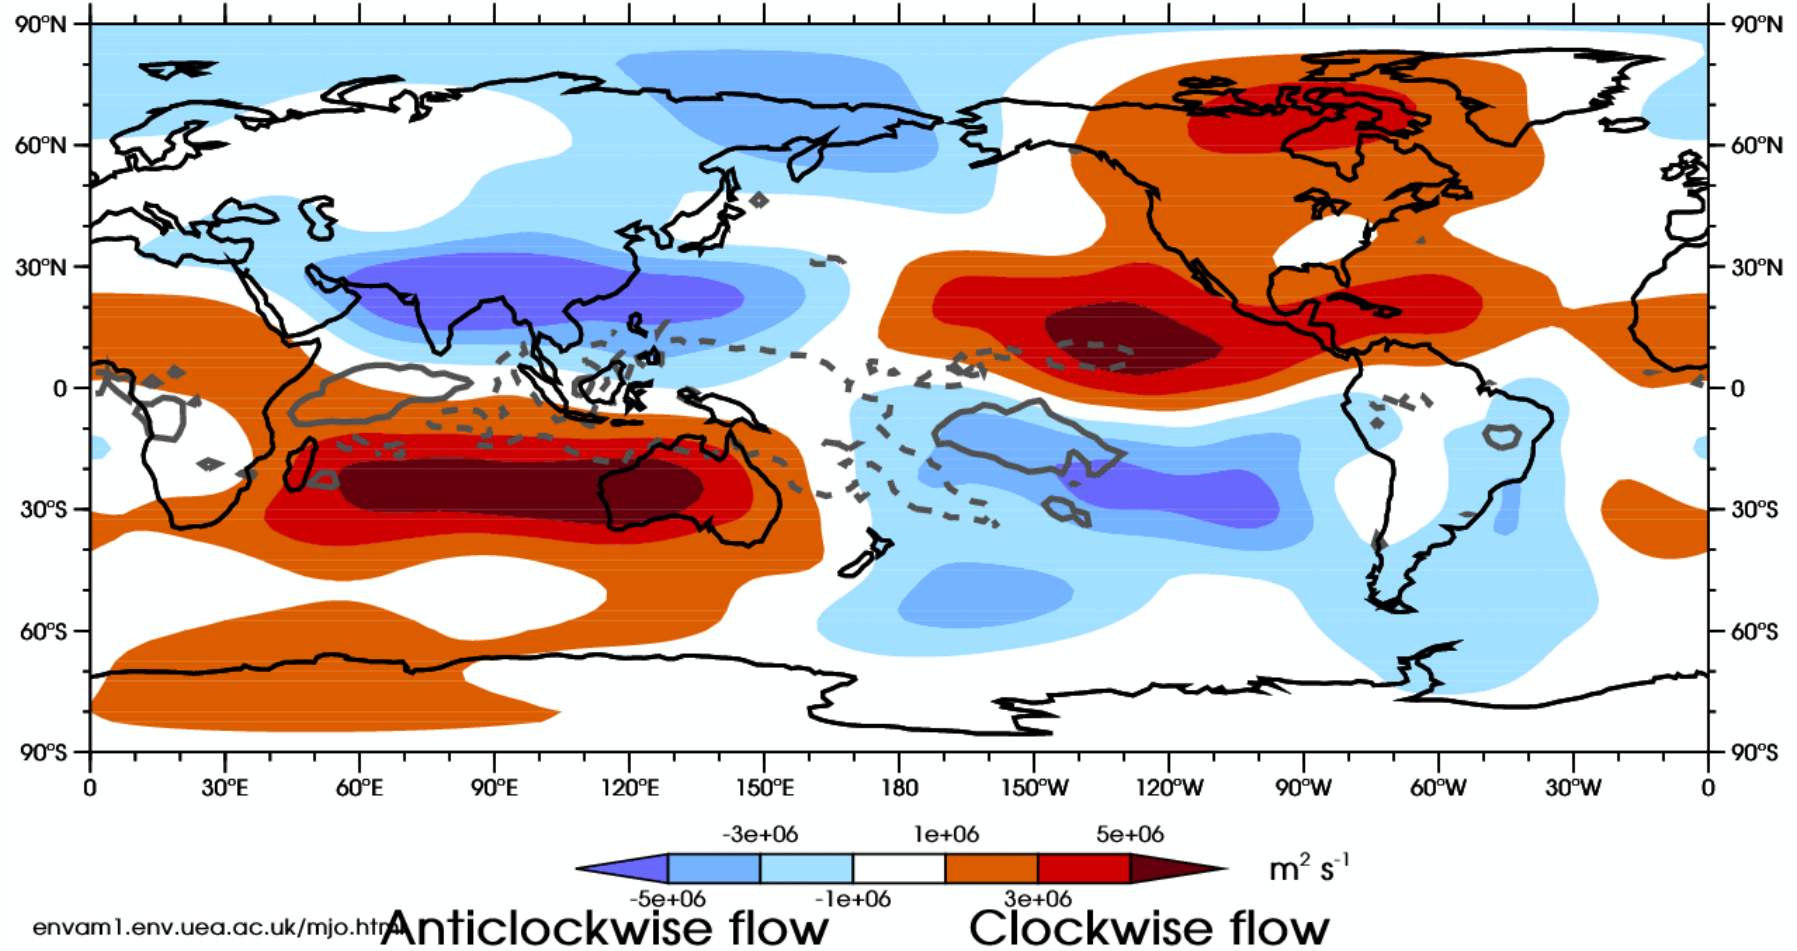 90°N 90°N
60°N 60°N
30°N 30°N
0 0
30°S 30°S
60°S 60°S
90°S 90°S
0 30°E 60°E 90°E 120°E 150°E 180 150°W 120°W 90°W 60°W 30°W 0
-3e+06 1e+06 5e+06
m² s⁻¹
-5e+06 -1e+06 3e+06
envam1.env.uea.ac.uk/mjo.html Anticlockwise flow Clockwise flow